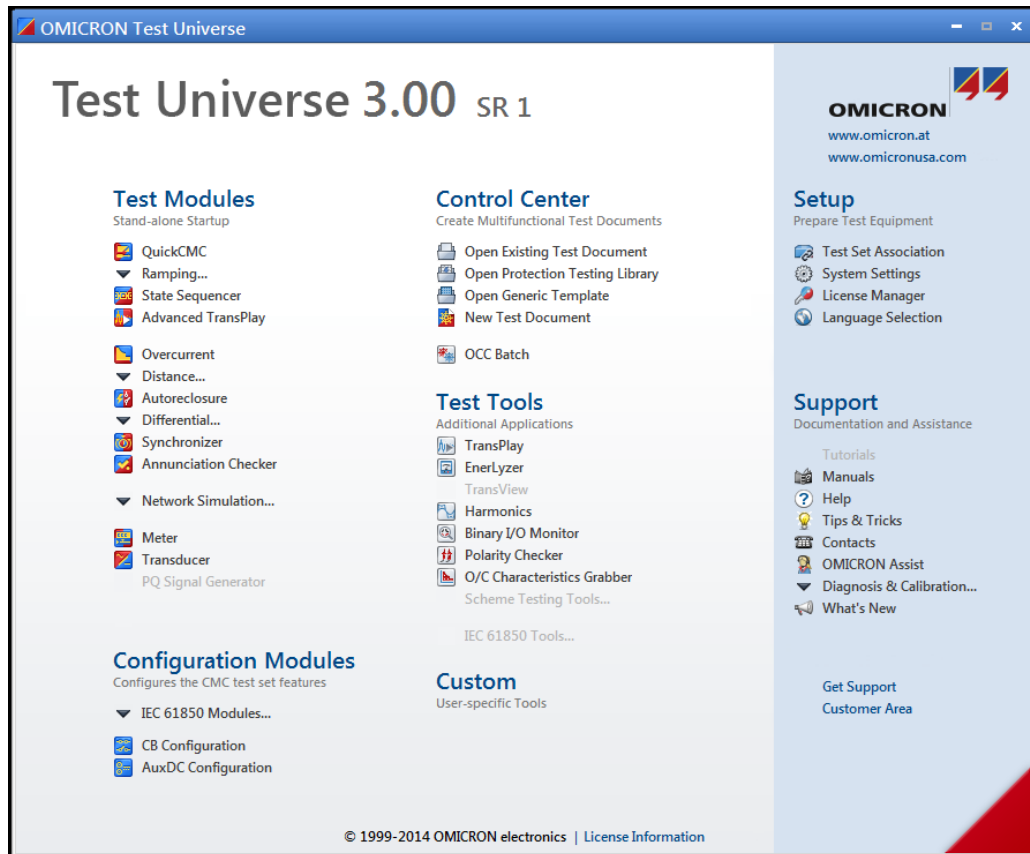 OMICRON Test Universe
Test Universe 3.00 SR 1
OMICRON
www.omicron.at
www.omicronusa.com
Test Modules
Stand-alone Startup
QuickCMC
Ramping...
State Sequencer
Advanced TransPlay
Overcurrent
Distance...
Autoreclosure
Differential...
Synchronizer
Annunciation Checker
Network Simulation...
Meter
Transducer
PQ Signal Generator
Configuration Modules
Configures the CMC test set features
IEC 61850 Modules...
CB Configuration
AuxDC Configuration
Control Center
Create Multifunctional Test Documents
Open Existing Test Document
Open Protection Testing Library
Open Generic Template
New Test Document
OCC Batch
Test Tools
Additional Applications
TransPlay
EnerLyzer
TransView
Harmonics
Binary I/O Monitor
Polarity Checker
O/C Characteristics Grabber
Scheme Testing Tools...
IEC 61850 Tools...
Custom
User-specific Tools
Setup
Prepare Test Equipment
Test Set Association
System Settings
License Manager
Language Selection
Support
Documentation and Assistance
Tutorials
Manuals
Help
Tips & Tricks
Contacts
OMICRON Assist
Diagnosis & Calibration...
What's New
Get Support
Customer Area
© 1999-2014 OMICRON electronics | License Information